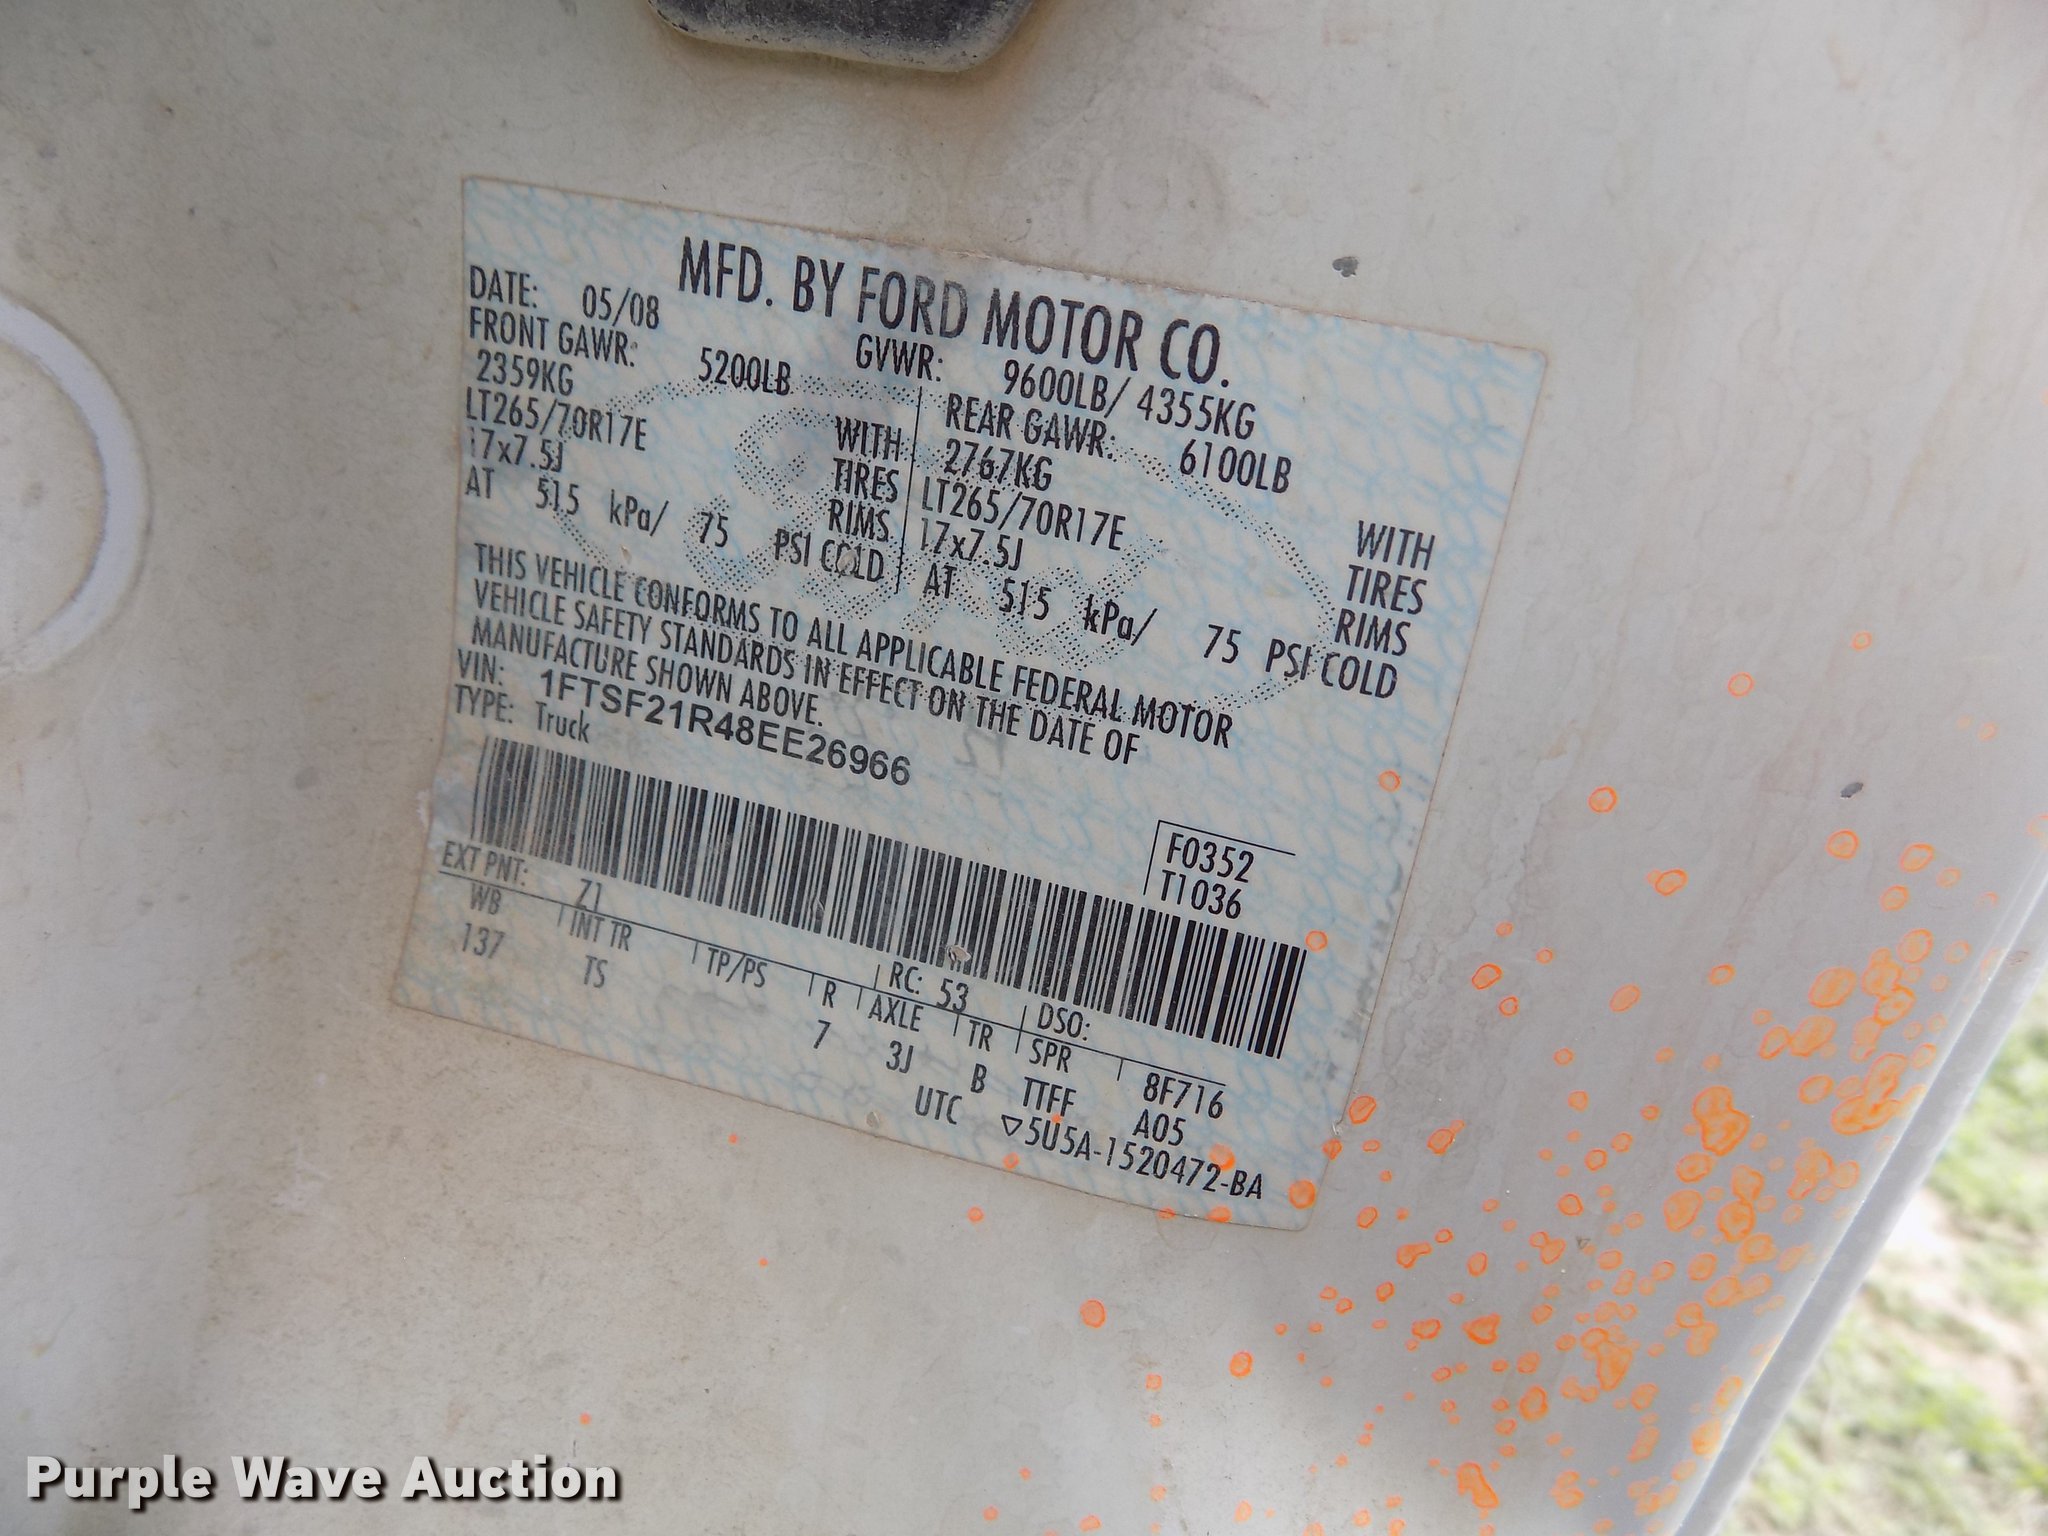 MFD. BY FORD MOTOR CO.
DATE: 05/08 GVWR: 9600LB/ 4355KG
FRONT GAWR: 5200LB REAR GAWR: 6100LB
2359KG WITH 2767KG WITH
LT265/70R17E TIRES LT265/70R17E TIRES
17x7.5J RIMS 17x7.5J RIMS
AT 515 kPa/ 75 PSI COLD AT 515 kPa/ 75 PSI COLD
THIS VEHICLE CONFORMS TO ALL APPLICABLE FEDERAL MOTOR
VEHICLE SAFETY STANDARDS IN EFFECT ON THE DATE OF
MANUFACTURE SHOWN ABOVE.
VIN: 1FTSF21R48EE26966
TYPE: Truck
F0352
T1036
EXT PNT: Z1 RC: 53 DSO:
WB INT TR TP/PS R AXLE TR SPR 8F716
137 TS 7 3J B TTFF A05
UTC ▽5U5A-1520472-BA
Purple Wave Auction